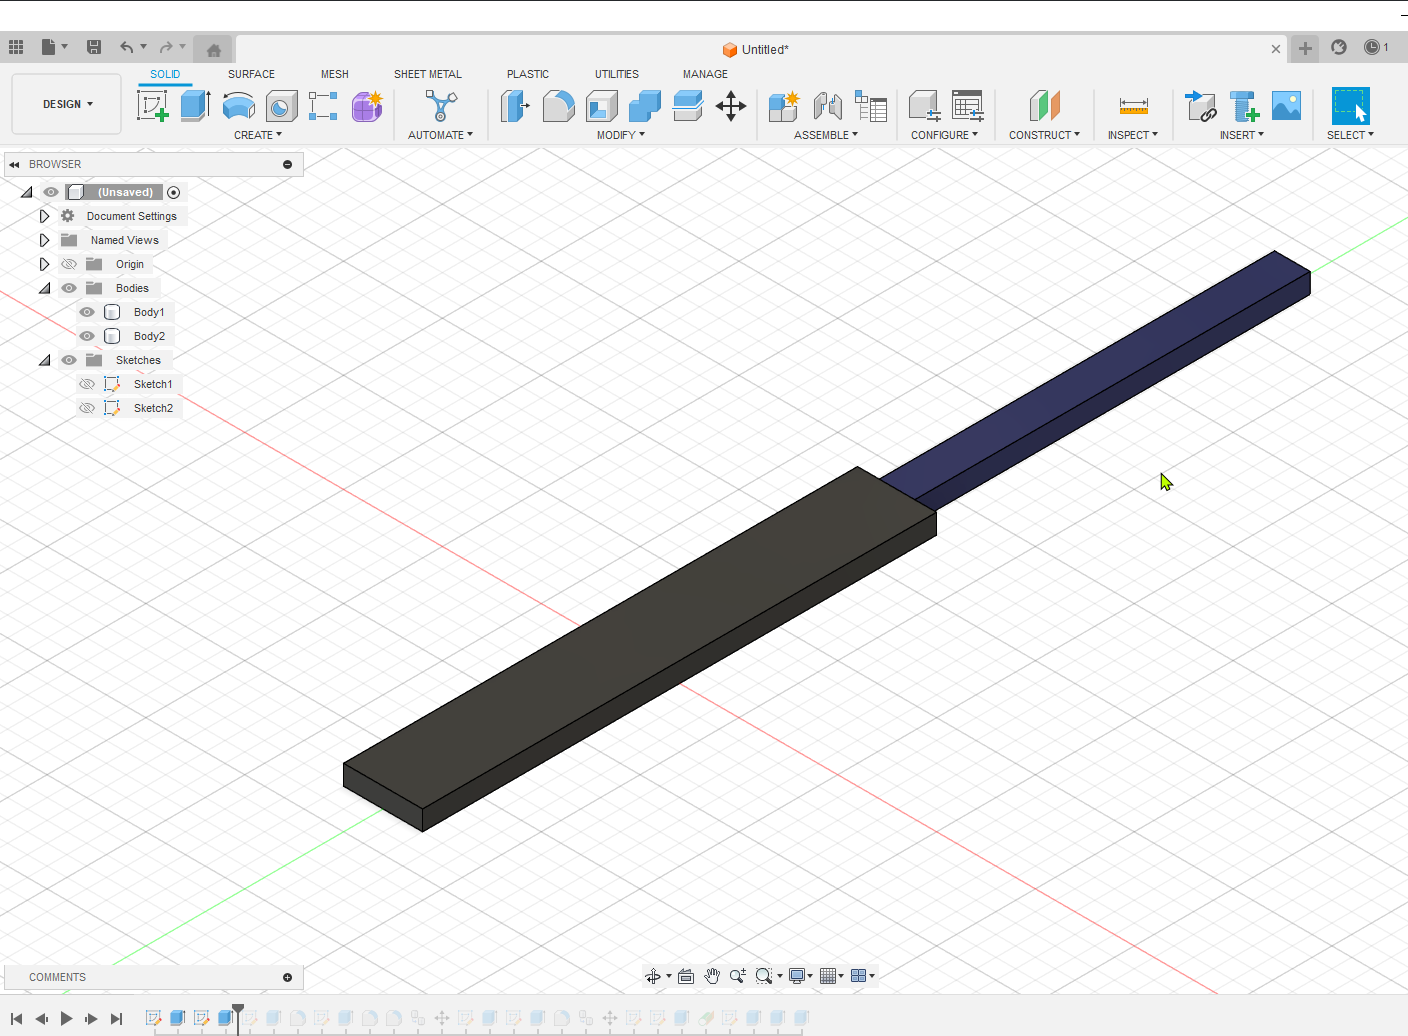 Untitled*
1
DESIGN
SOLID
SURFACE
MESH
SHEET METAL
PLASTIC
UTILITIES
MANAGE
CREATE
AUTOMATE
MODIFY
ASSEMBLE
CONFIGURE
CONSTRUCT
INSPECT
INSERT
SELECT
BROWSER
(Unsaved)
Document Settings
Named Views
Origin
Bodies
Body1
Body2
Sketches
Sketch1
Sketch2
COMMENTS